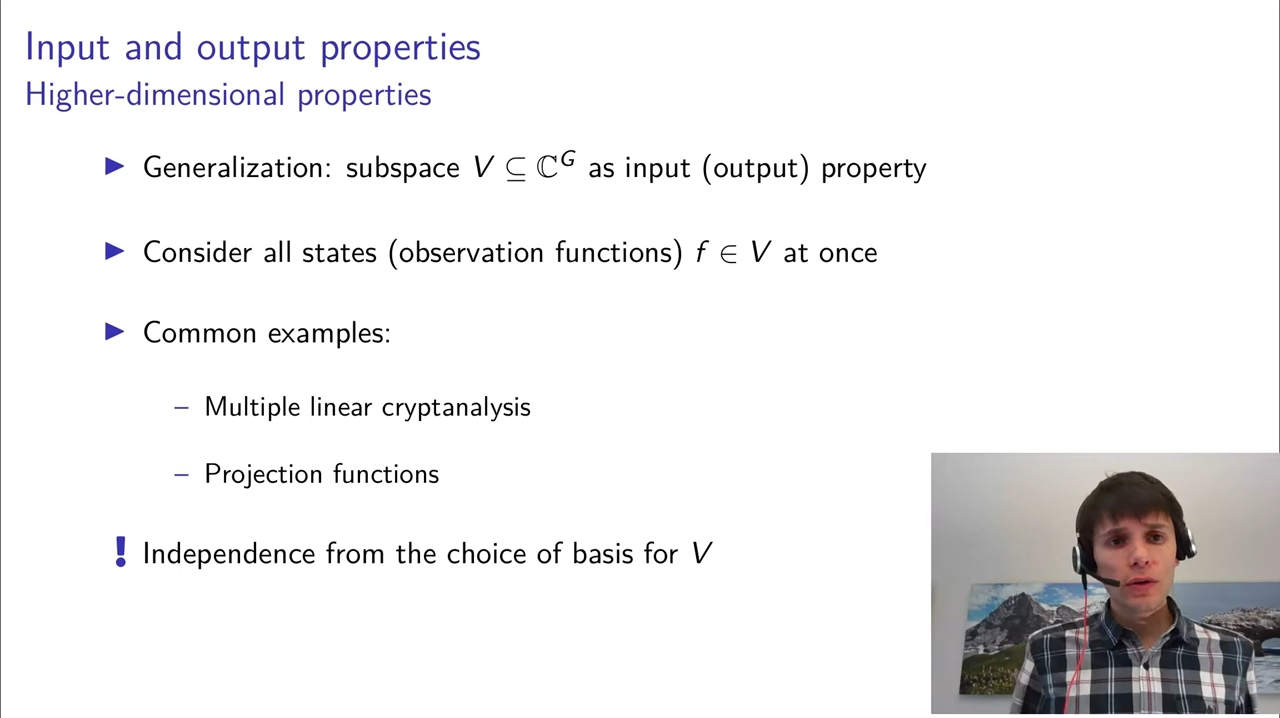 Input and output properties
Higher-dimensional properties
▶ Generalization: subspace V ⊆ ℂ^G as input (output) property
▶ Consider all states (observation functions) f ∈ V at once
▶ Common examples:
– Multiple linear cryptanalysis
– Projection functions
! Independence from the choice of basis for V